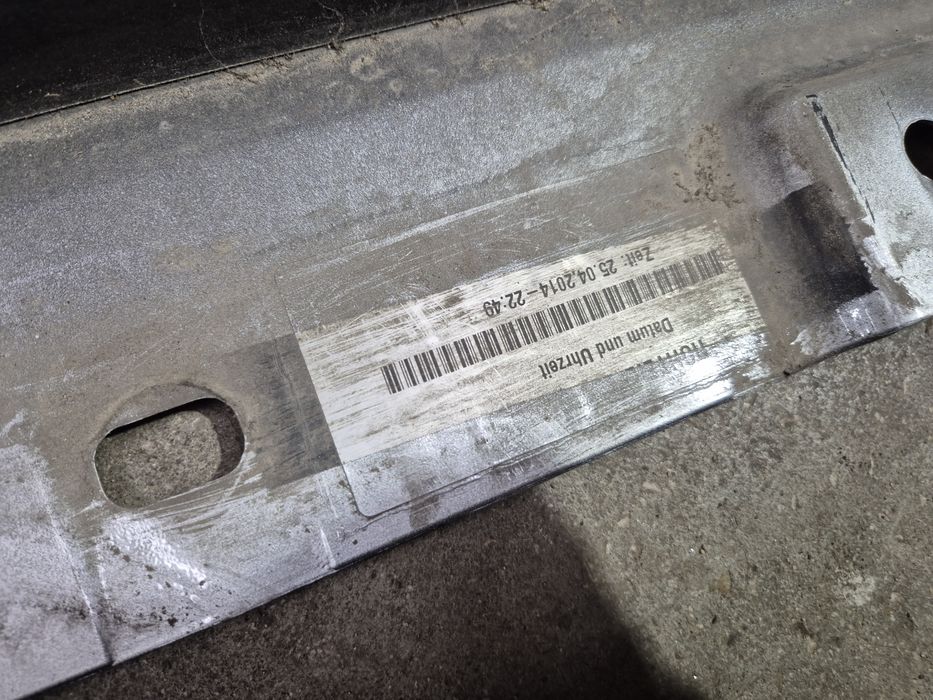 Datum und Uhrzeit
Zeit: 25.04.2014 – 22:49